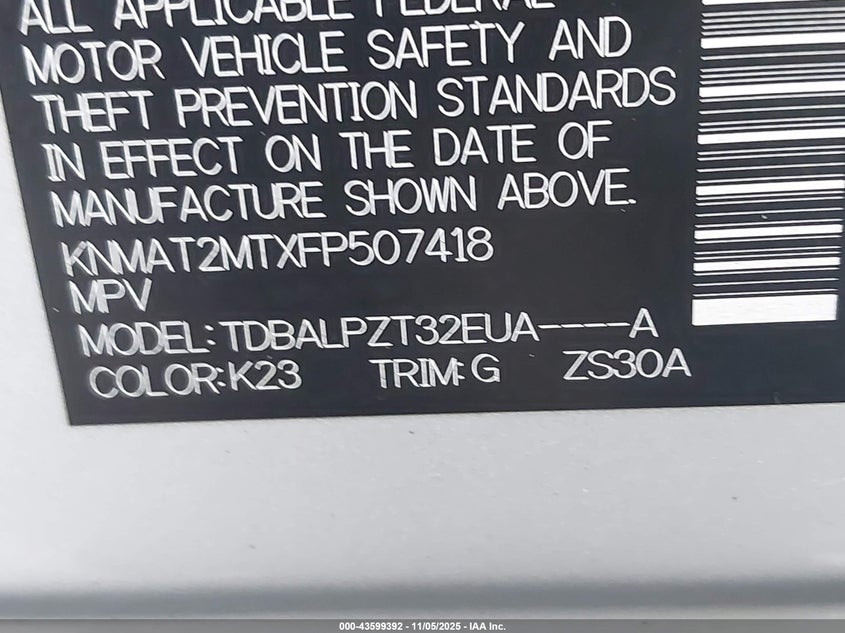 ALL APPLICABLE FEDERAL
MOTOR VEHICLE SAFETY AND
THEFT PREVENTION STANDARDS
IN EFFECT ON THE DATE OF
MANUFACTURE SHOWN ABOVE.
KNMAT2MTXFP507418
MPV
MODEL:TDBALPZT32EUA----A
COLOR:K23 TRIM:G ZS30A
000-43599392 - 11/05/2025 - IAA Inc.